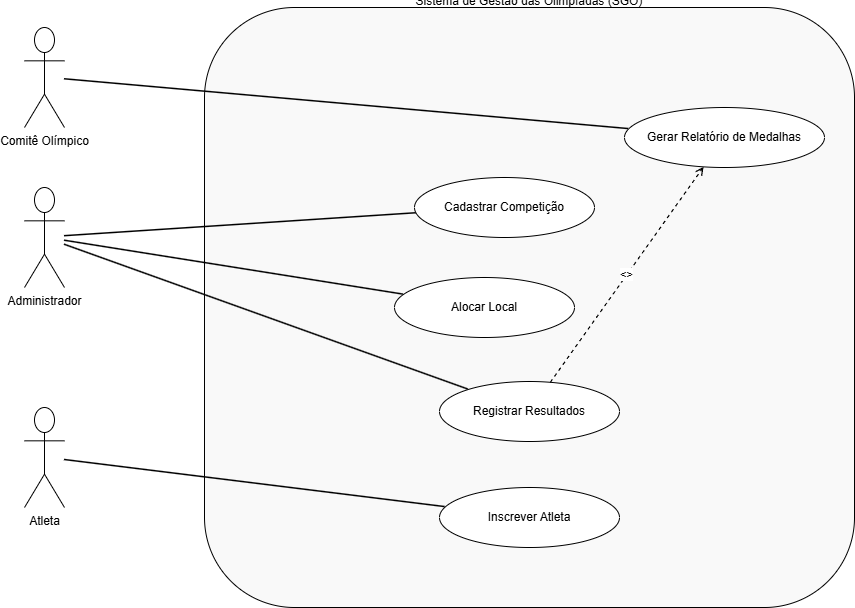 Sistema de Gestão das Olimpíadas (SGO)
Comitê Olímpico
Gerar Relatório de Medalhas
Cadastrar Competição
<>
Administrador
Alocar Local
Registrar Resultados
Inscrever Atleta
Atleta